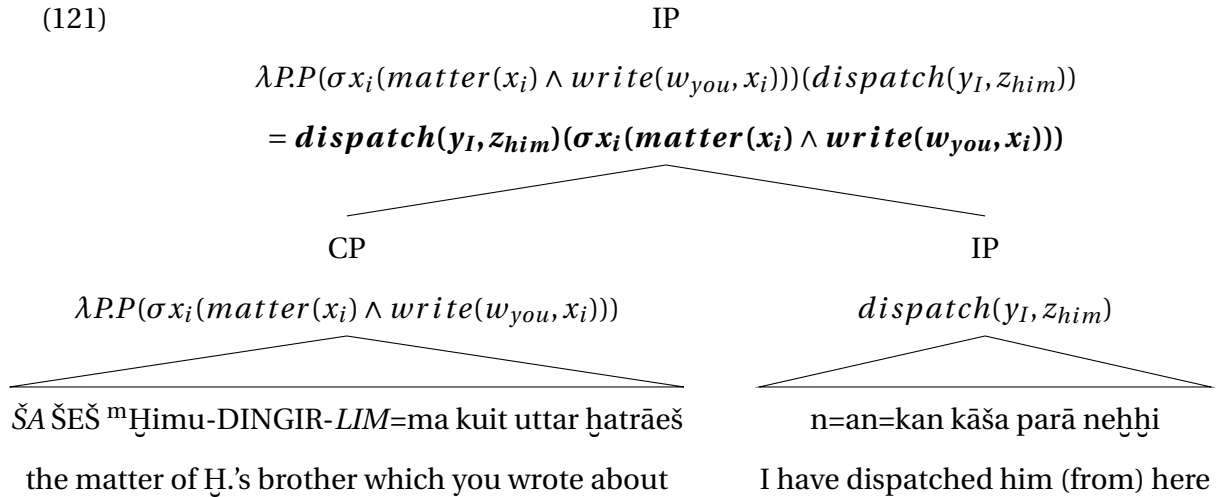 (121) IP
λP.P(σx_i(matter(x_i) ∧ write(w_you, x_i)))(dispatch(y_I, z_him))
= dispatch(y_I, z_him)(σx_i(matter(x_i) ∧ write(w_you, x_i)))
CP IP
λP.P(σx_i(matter(x_i) ∧ write(w_you, x_i))) dispatch(y_I, z_him)
ŠA ŠEŠ ᵐḪimu-DINGIR-LIM=ma kuit uttar ḫatrāeš n=an=kan kāša parā neḫḫi
the matter of Ḫ.'s brother which you wrote about I have dispatched him (from) here